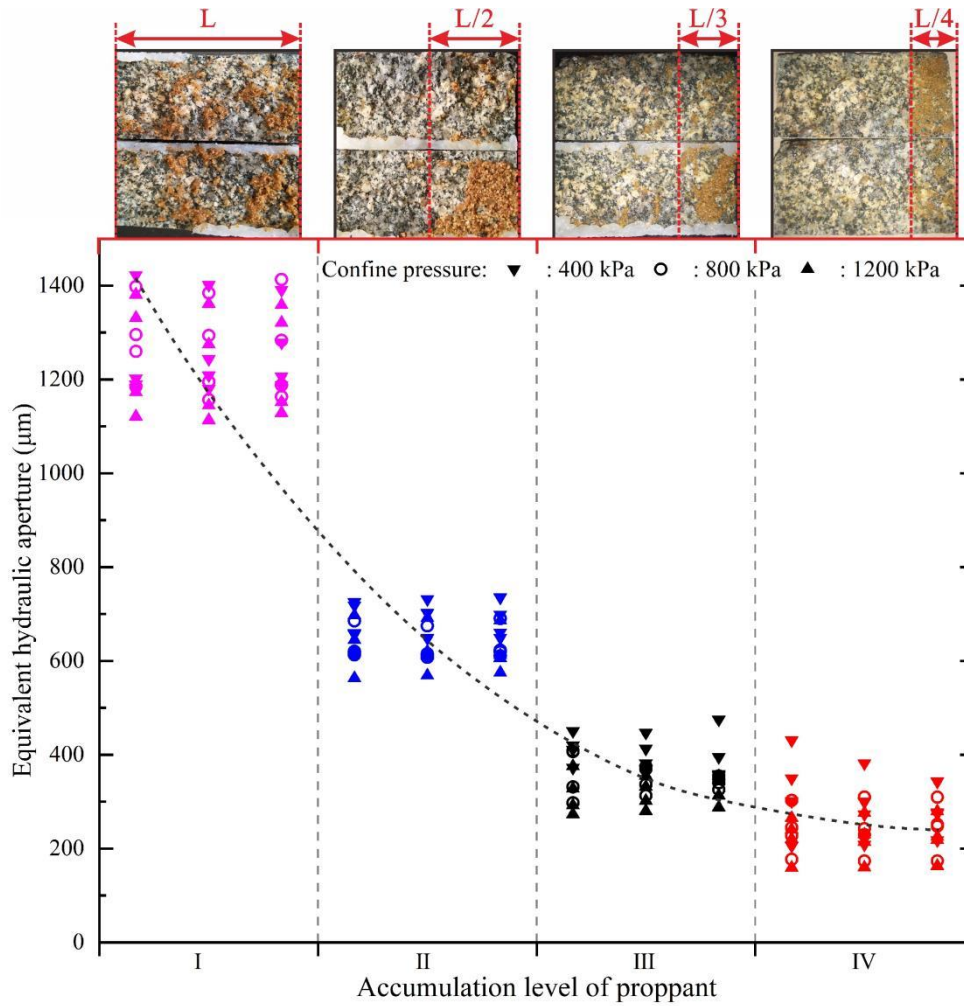 L
L/2
L/3
L/4
Confine pressure: ▼ : 400 kPa ○ : 800 kPa ▲ : 1200 kPa
1400
1200
1000
800
600
400
200
0
Equivalent hydraulic aperture (μm)
I
II
III
IV
Accumulation level of proppant